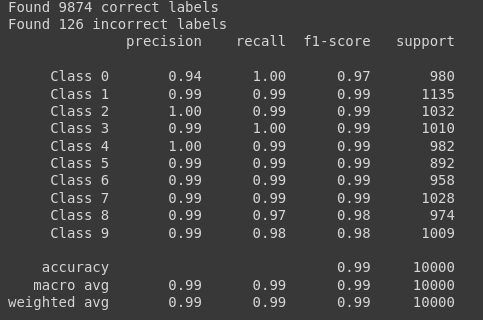 Found 9874 correct labels
Found 126 incorrect labels
precision recall f1-score support
Class 0 0.94 1.00 0.97 980
Class 1 0.99 0.99 0.99 1135
Class 2 1.00 0.99 0.99 1032
Class 3 0.99 1.00 0.99 1010
Class 4 1.00 0.99 0.99 982
Class 5 0.99 0.99 0.99 892
Class 6 0.99 0.99 0.99 958
Class 7 0.99 0.99 0.99 1028
Class 8 0.99 0.97 0.98 974
Class 9 0.99 0.98 0.98 1009
accuracy 0.99 10000
macro avg 0.99 0.99 0.99 10000
weighted avg 0.99 0.99 0.99 10000